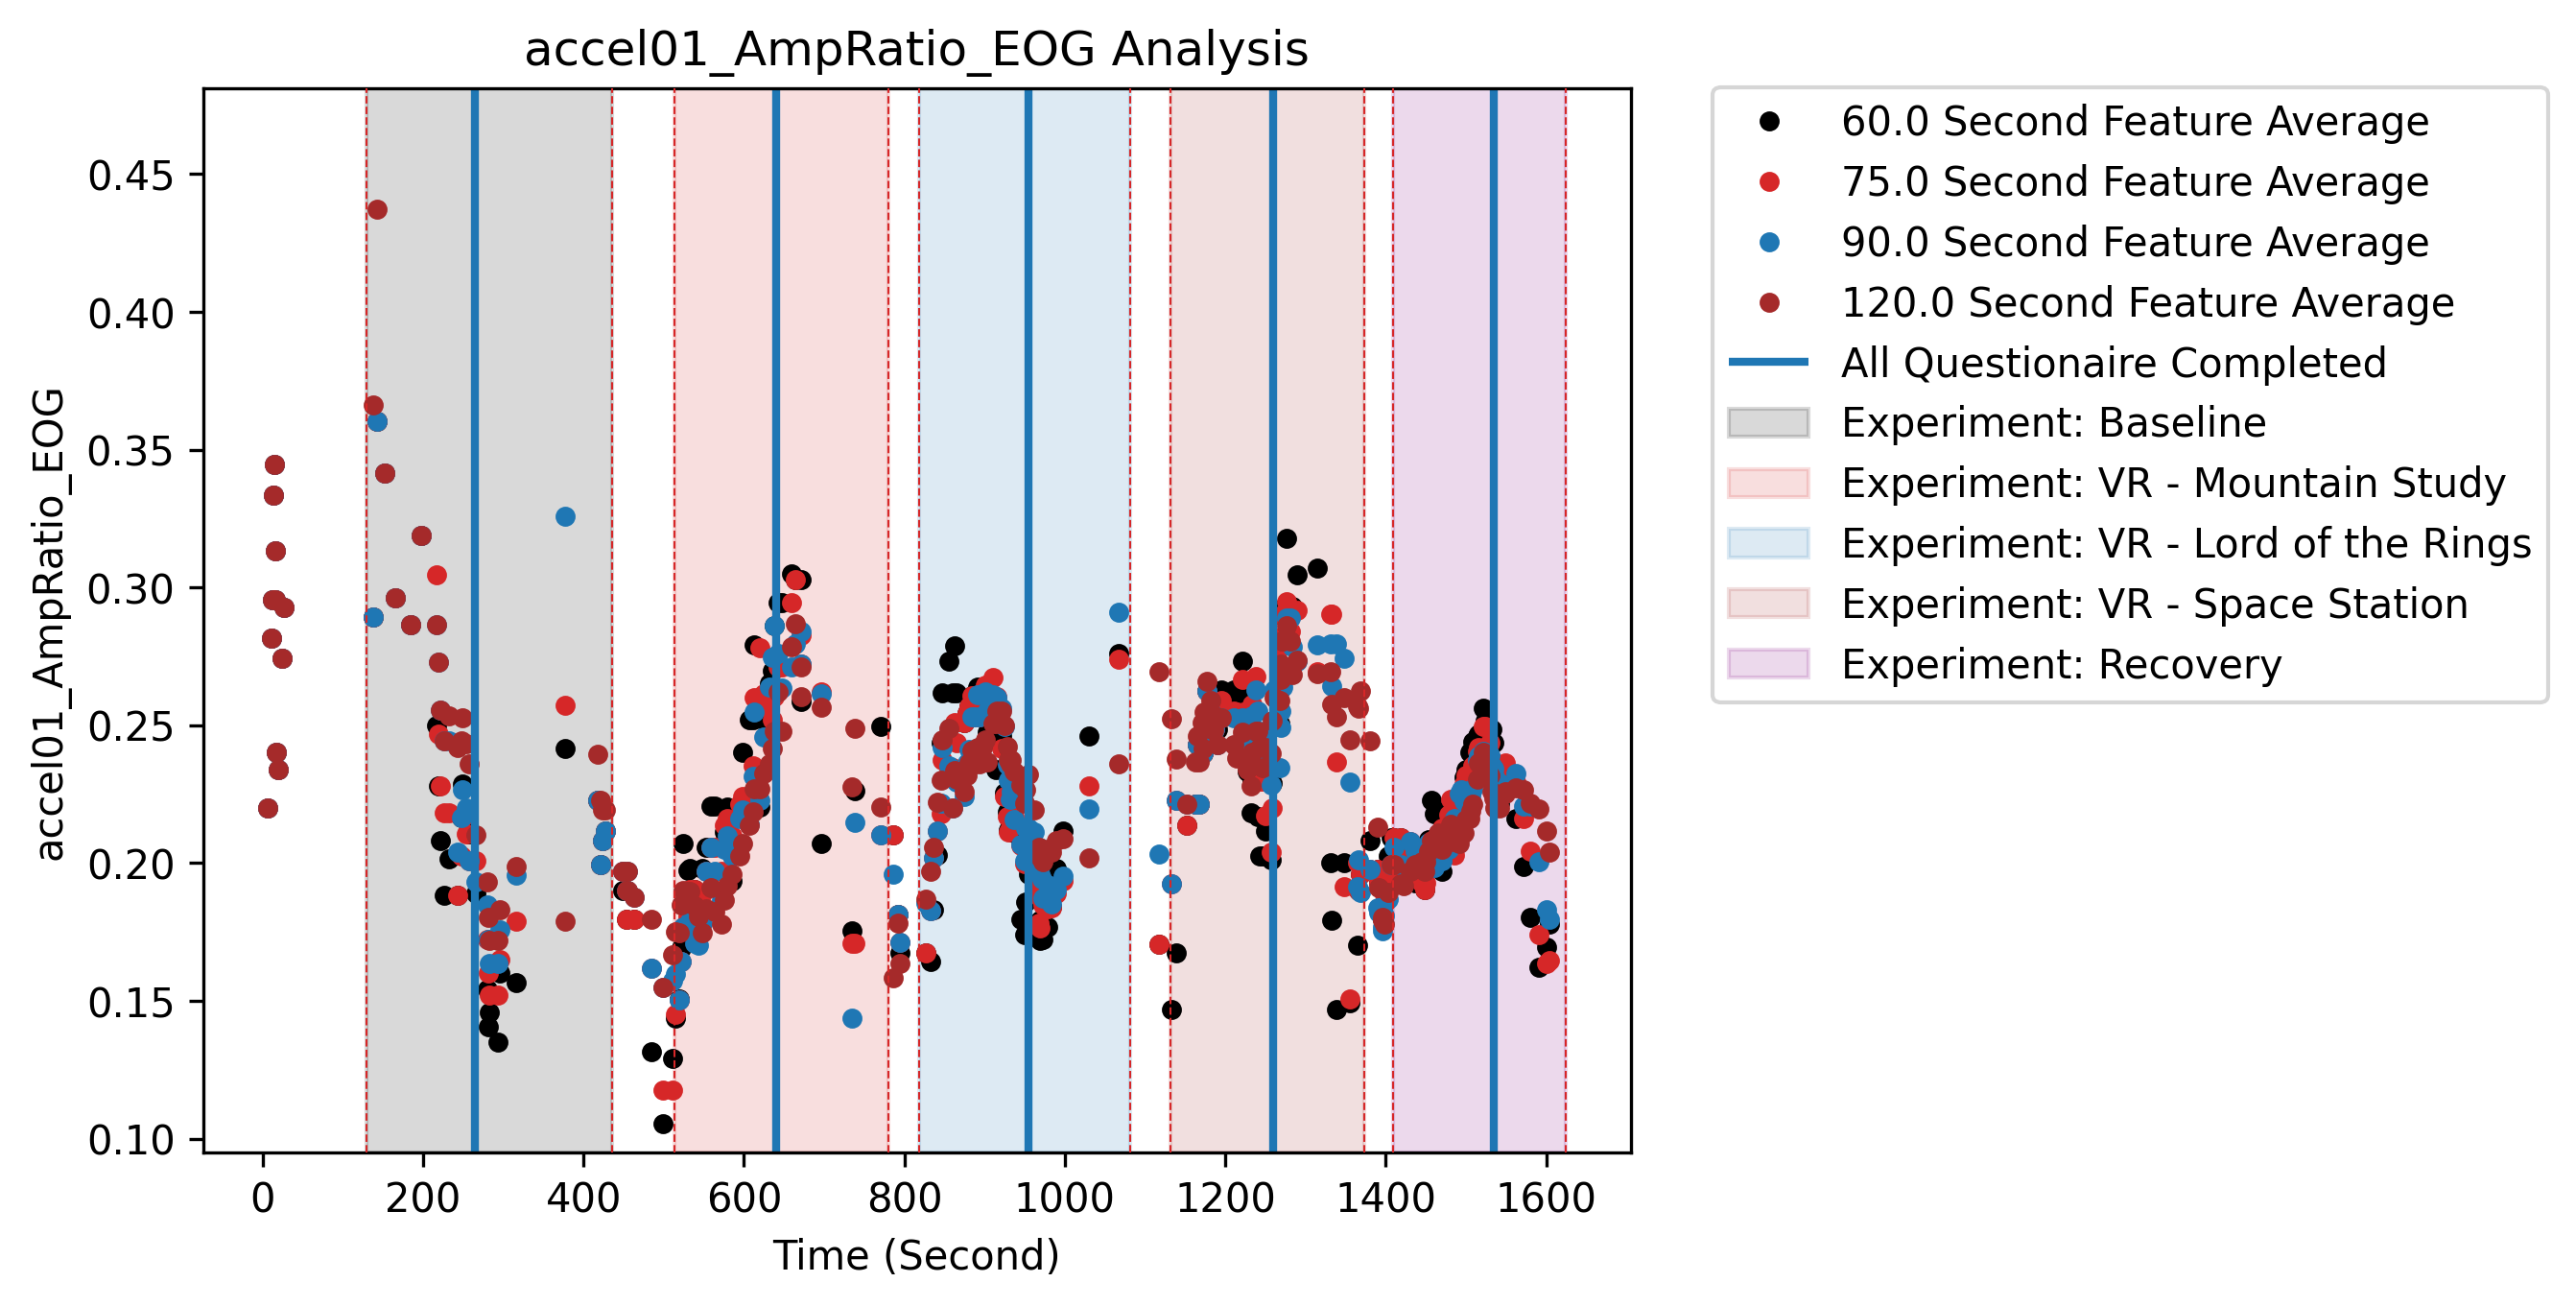 accel01_AmpRatio_EOG Analysis
accel01_AmpRatio_EOG
0.45
0.40
0.35
0.30
0.25
0.20
0.15
0.10
0 200 400 600 800 1000 1200 1400 1600
Time (Second)
60.0 Second Feature Average
75.0 Second Feature Average
90.0 Second Feature Average
120.0 Second Feature Average
All Questionaire Completed
Experiment: Baseline
Experiment: VR - Mountain Study
Experiment: VR - Lord of the Rings
Experiment: VR - Space Station
Experiment: Recovery